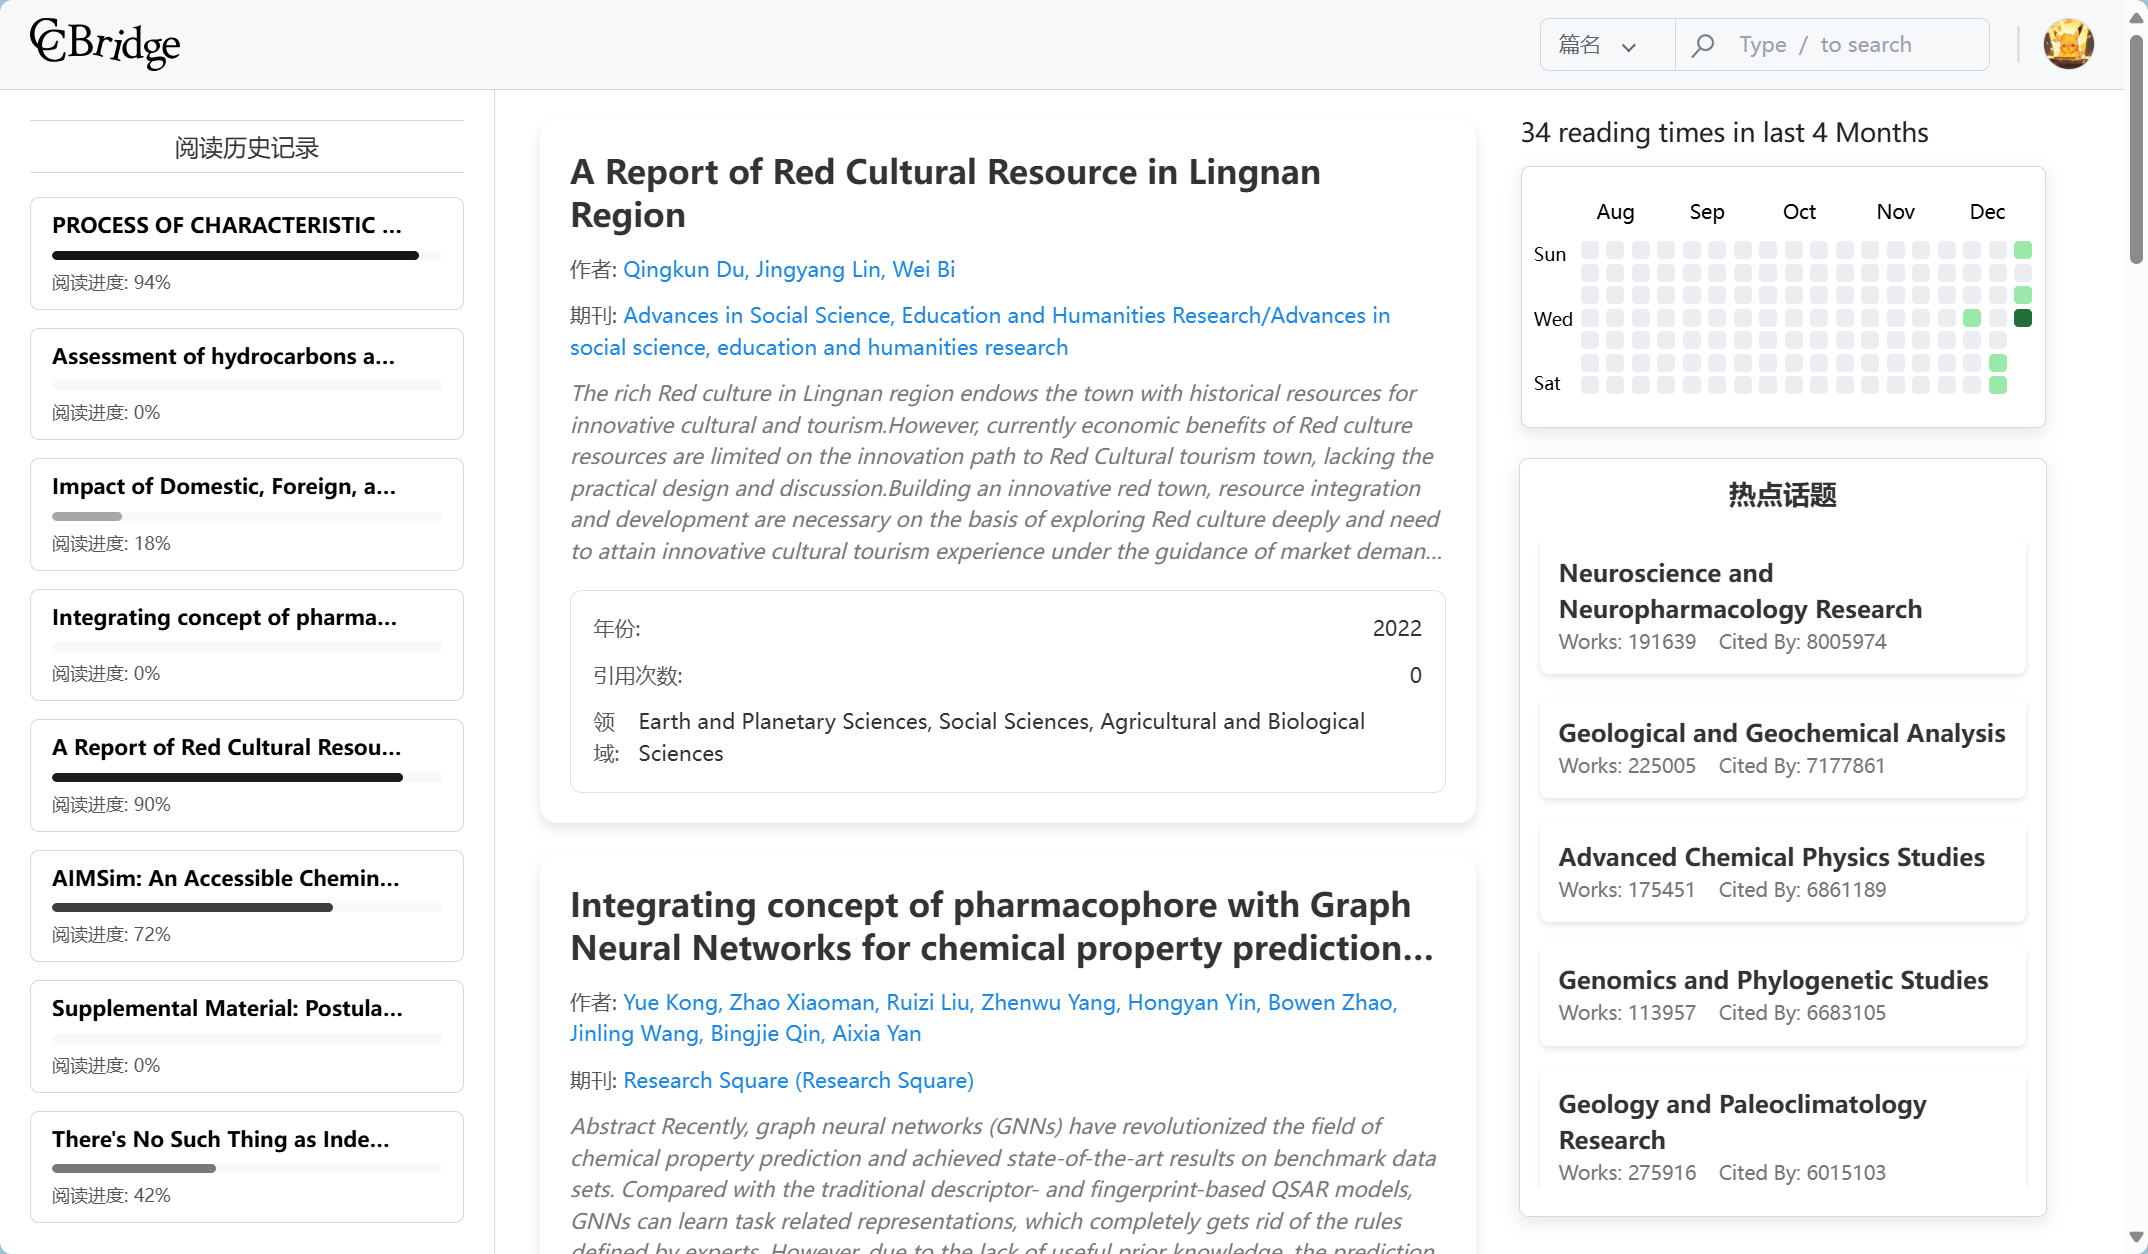 CCBridge
篇名
Type / to search
阅读历史记录
PROCESS OF CHARACTERISTIC ...
阅读进度: 94%
Assessment of hydrocarbons a...
阅读进度: 0%
Impact of Domestic, Foreign, a...
阅读进度: 18%
Integrating concept of pharma...
阅读进度: 0%
A Report of Red Cultural Resou...
阅读进度: 90%
AIMSim: An Accessible Chemin...
阅读进度: 72%
Supplemental Material: Postula...
阅读进度: 0%
There's No Such Thing as Inde...
阅读进度: 42%
A Report of Red Cultural Resource in Lingnan
Region
作者: Qingkun Du, Jingyang Lin, Wei Bi
期刊: Advances in Social Science, Education and Humanities Research/Advances in
social science, education and humanities research
The rich Red culture in Lingnan region endows the town with historical resources for
innovative cultural and tourism.However, currently economic benefits of Red culture
resources are limited on the innovation path to Red Cultural tourism town, lacking the
practical design and discussion.Building an innovative red town, resource integration
and development are necessary on the basis of exploring Red culture deeply and need
to attain innovative cultural tourism experience under the guidance of market deman...
年份: 2022
引用次数: 0
领 Earth and Planetary Sciences, Social Sciences, Agricultural and Biological
域: Sciences
Integrating concept of pharmacophore with Graph
Neural Networks for chemical property prediction...
作者: Yue Kong, Zhao Xiaoman, Ruizi Liu, Zhenwu Yang, Hongyan Yin, Bowen Zhao,
Jinling Wang, Bingjie Qin, Aixia Yan
期刊: Research Square (Research Square)
Abstract Recently, graph neural networks (GNNs) have revolutionized the field of
chemical property prediction and achieved state-of-the-art results on benchmark data
sets. Compared with the traditional descriptor- and fingerprint-based QSAR models,
GNNs can learn task related representations, which completely gets rid of the rules
defined by experts. However, due to the lack of useful prior knowledge, the prediction
34 reading times in last 4 Months
Aug Sep Oct Nov Dec
Sun
Wed
Sat
热点话题
Neuroscience and
Neuropharmacology Research
Works: 191639 Cited By: 8005974
Geological and Geochemical Analysis
Works: 225005 Cited By: 7177861
Advanced Chemical Physics Studies
Works: 175451 Cited By: 6861189
Genomics and Phylogenetic Studies
Works: 113957 Cited By: 6683105
Geology and Paleoclimatology
Research
Works: 275916 Cited By: 6015103